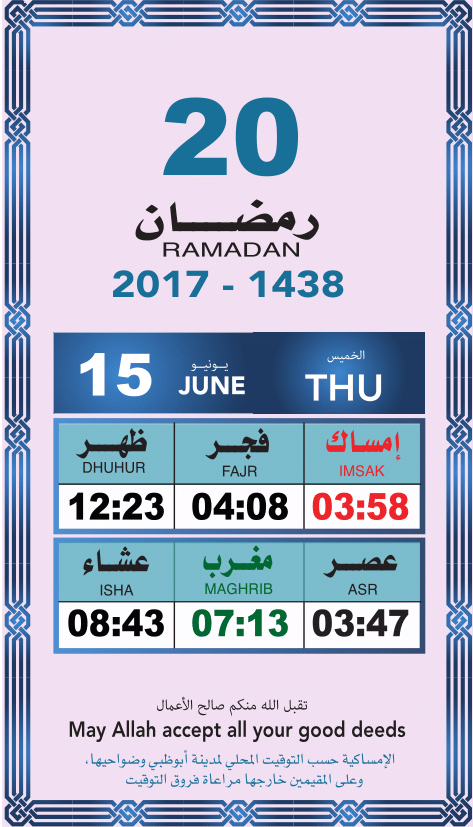 20
رمضان
RAMADAN
2017 - 1438
15 يونيو JUNE الخميس THU
ظهر فجر إمساك
DHUHUR FAJR IMSAK
12:23 04:08 03:58
عشاء مغرب عصر
ISHA MAGHRIB ASR
08:43 07:13 03:47
تقبل الله منكم صالح الأعمال
May Allah accept all your good deeds
الإمساكية حسب التوقيت المحلي لمدينة أبوظبي وضواحيها،
وعلى المقيمين خارجها مراعاة فروق التوقيت